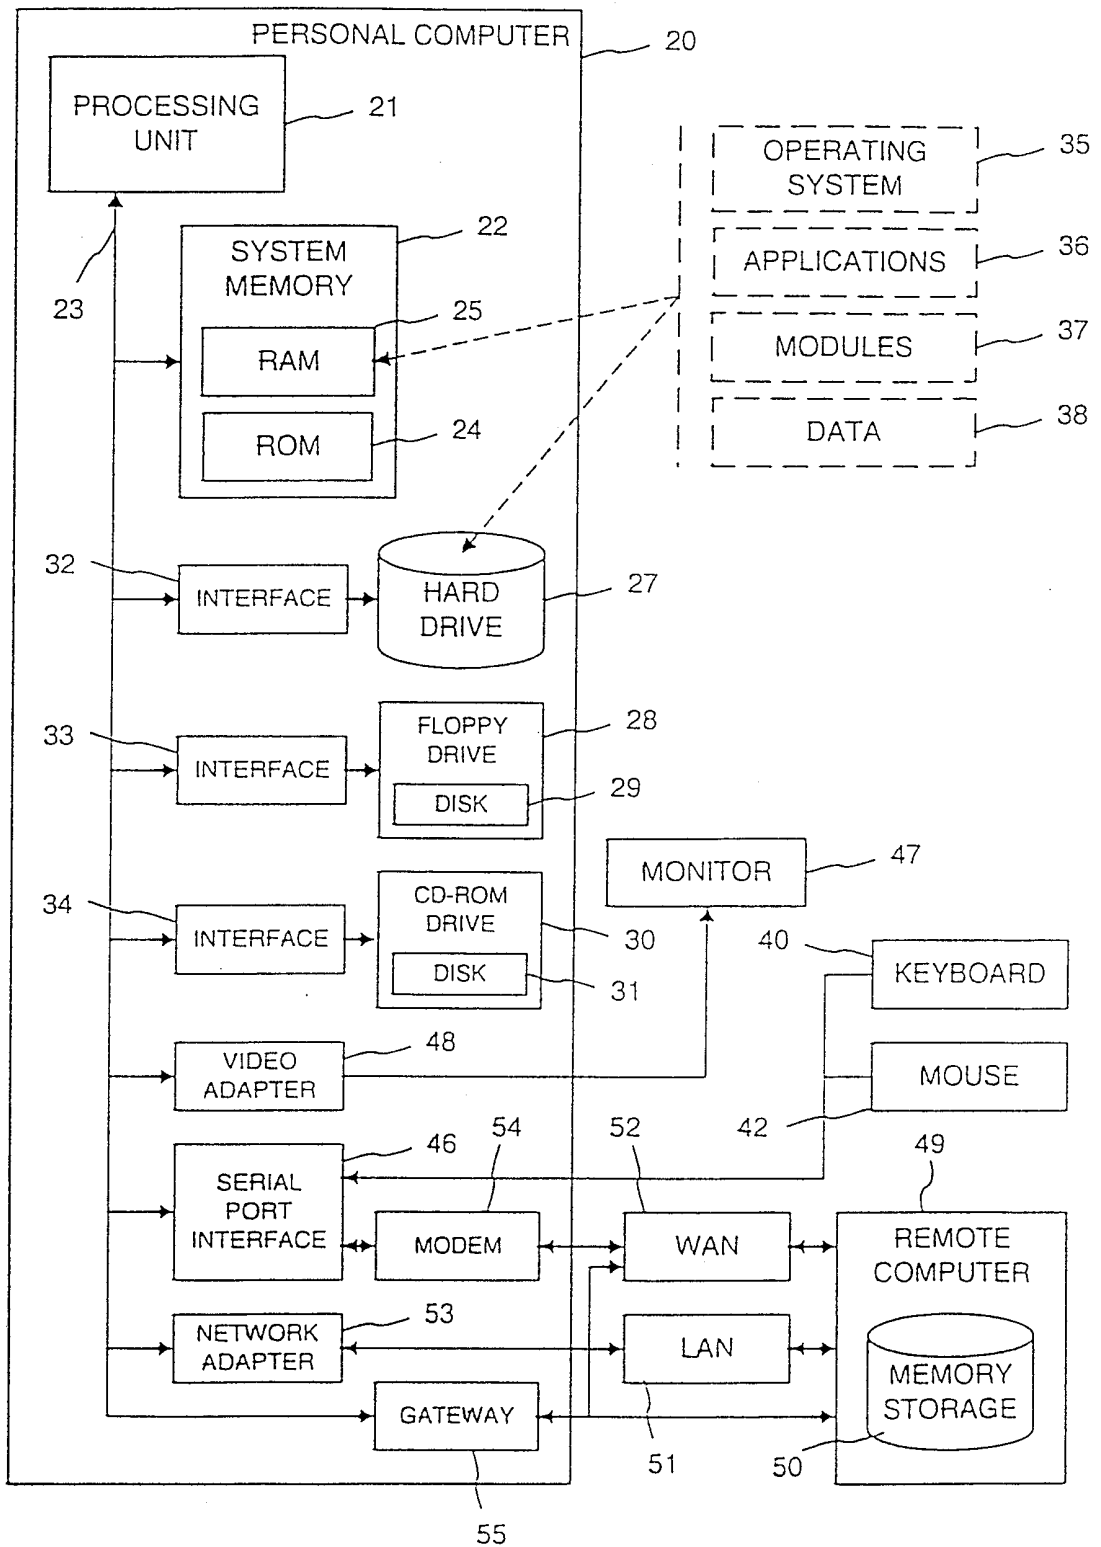 PERSONAL COMPUTER
20
PROCESSING
UNIT
21
23
SYSTEM
MEMORY
22
RAM
25
ROM
24
OPERATING
SYSTEM
35
APPLICATIONS
36
MODULES
37
DATA
38
32
INTERFACE
HARD
DRIVE
27
33
INTERFACE
FLOPPY
DRIVE
28
DISK
29
34
INTERFACE
CD-ROM
DRIVE
30
DISK
31
MONITOR
47
40
KEYBOARD
MOUSE
42
VIDEO
ADAPTER
48
SERIAL
PORT
INTERFACE
46
MODEM
54
WAN
52
49
REMOTE
COMPUTER
MEMORY
STORAGE
50
NETWORK
ADAPTER
53
LAN
51
GATEWAY
55